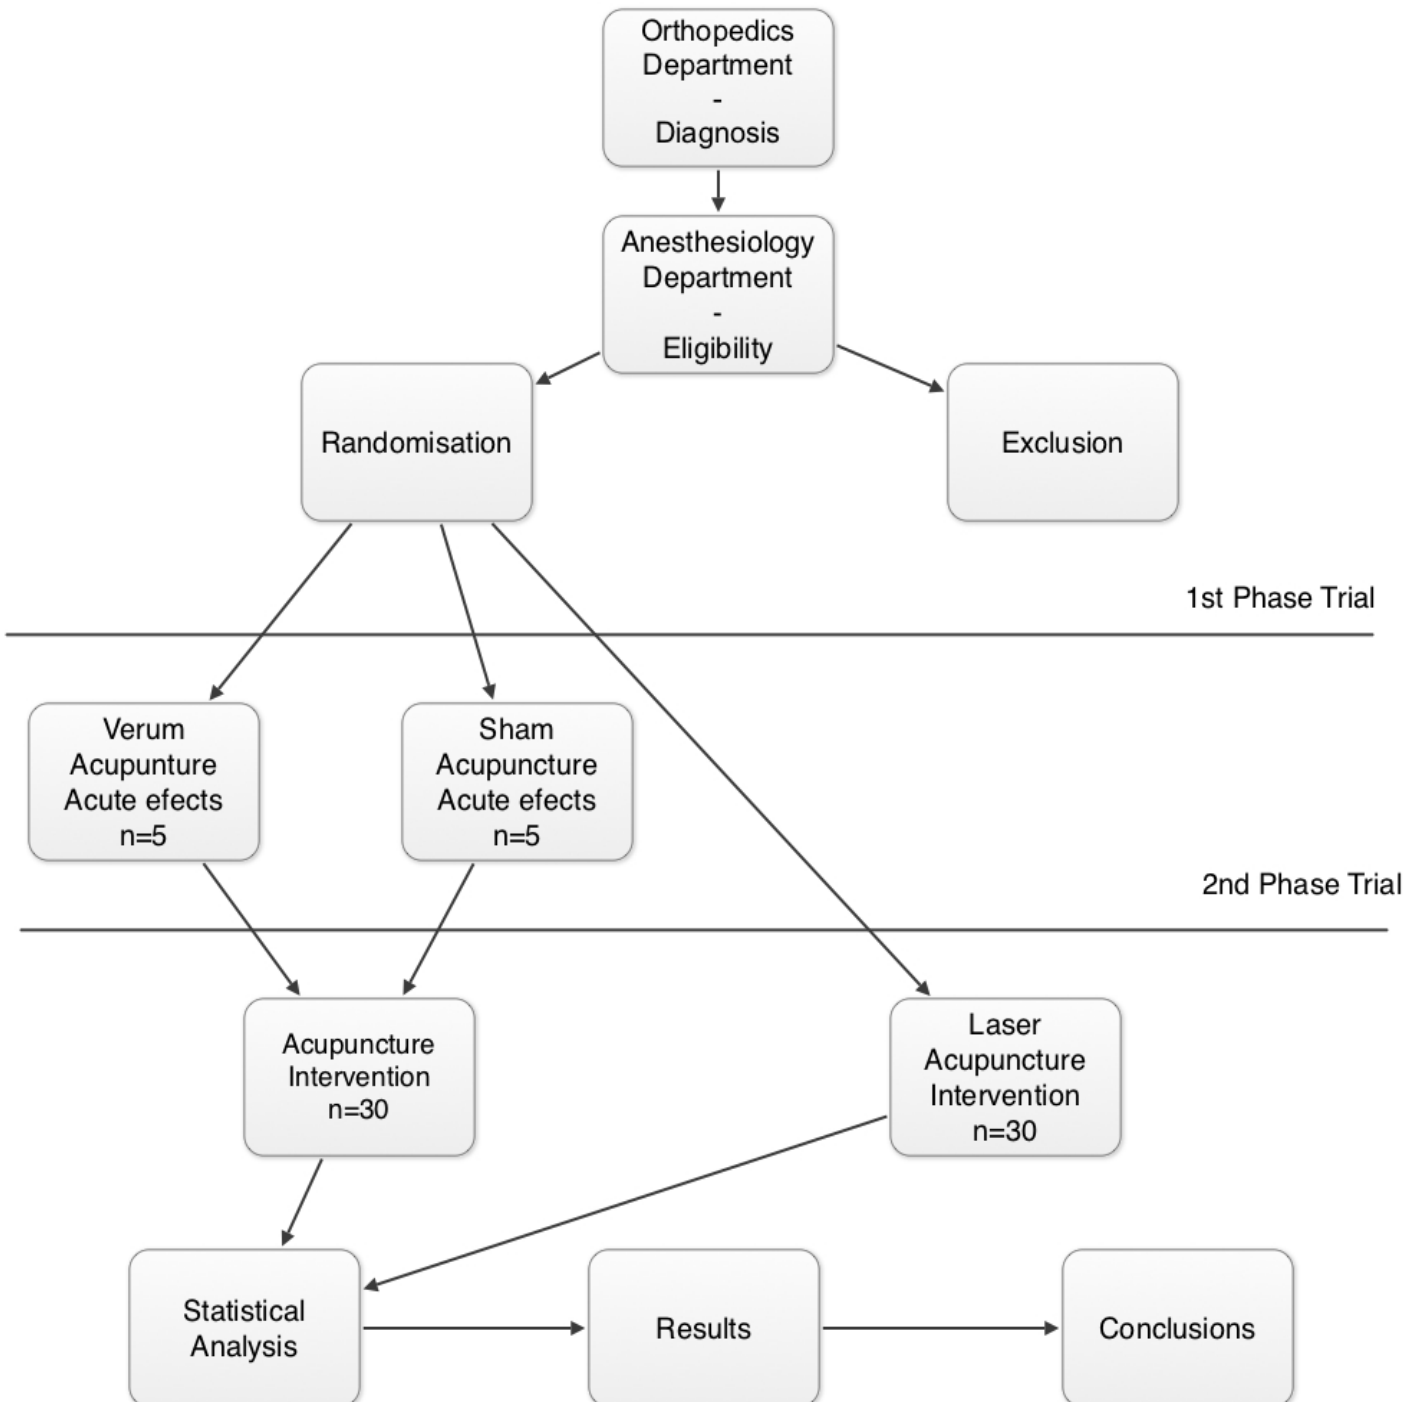 Orthopedics
Department
-
Diagnosis
Anesthesiology
Department
-
Eligibility
Randomisation
Exclusion
1st Phase Trial
Verum
Acupunture
Acute efects
n=5
Sham
Acupuncture
Acute efects
n=5
2nd Phase Trial
Acupuncture
Intervention
n=30
Laser
Acupuncture
Intervention
n=30
Statistical
Analysis
Results
Conclusions